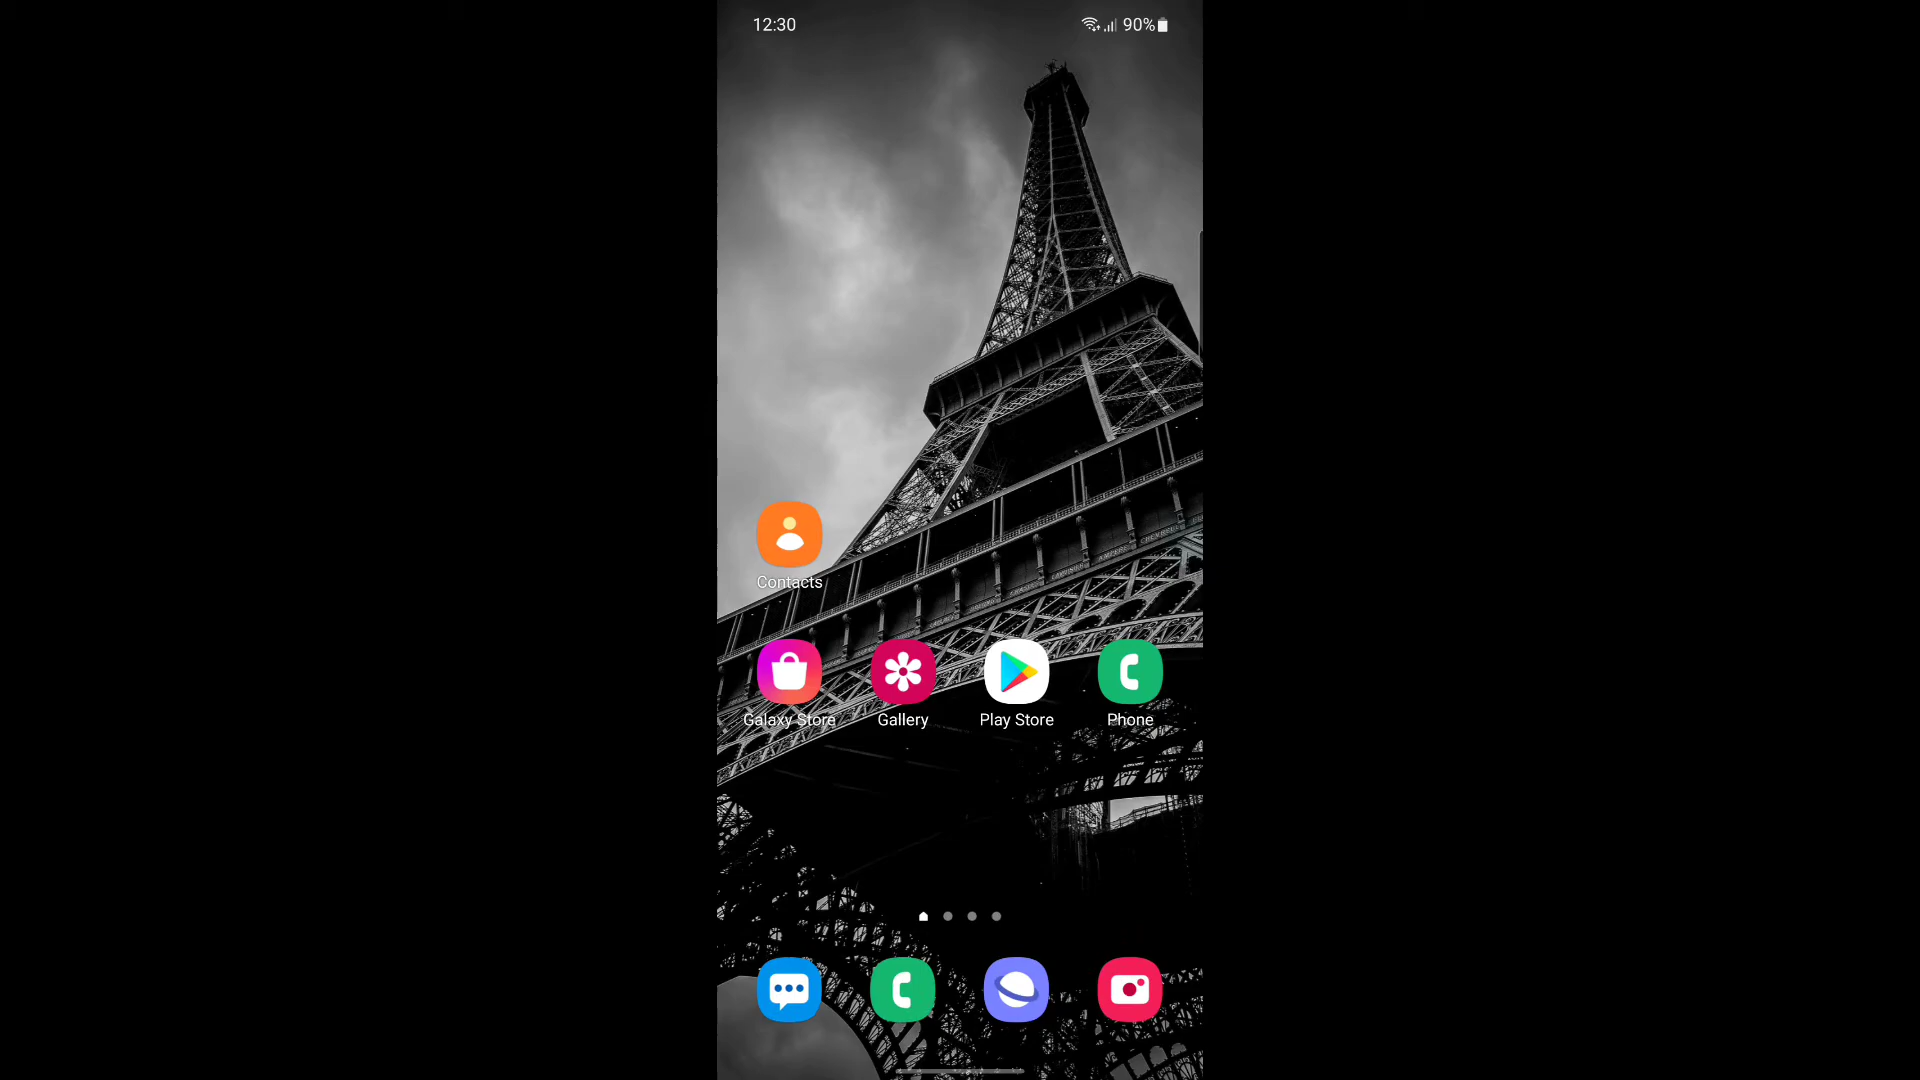 12:30
90%
Contacts
Galaxy Store
Gallery
Play Store
Phone